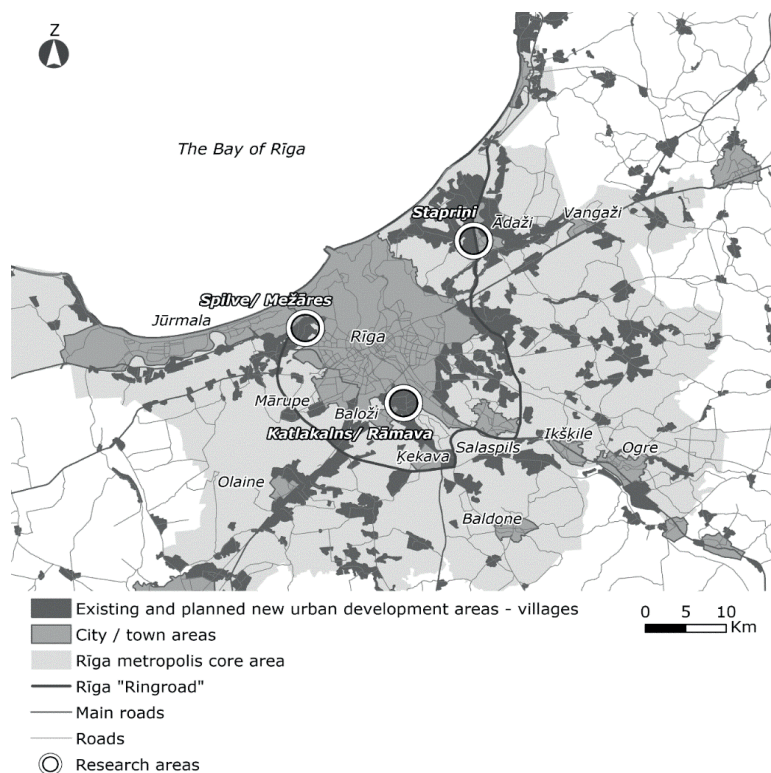 Z
The Bay of Rīga
Stapriņi
Ādaži
Vangaži
Spilve/ Mežāres
Jūrmala
Rīga
Mārupe
Baloži
Katlakalns/ Rāmava
Ķekava
Salaspils
Ikšķile
Ogre
Olaine
Baldone
Existing and planned new urban development areas - villages
City / town areas
Rīga metropolis core area
Rīga "Ringroad"
Main roads
Roads
Research areas
0 5 10
Km